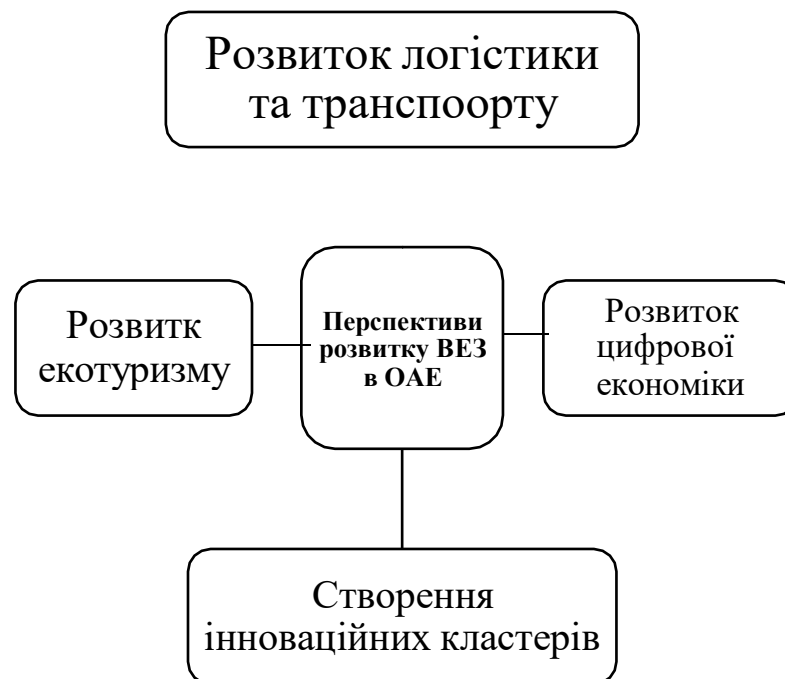 Розвиток логістики
та транспоорту
Розвитк
екотуризму
Перспективи
розвитку ВЕЗ
в ОАЕ
Розвиток
цифрової
економіки
Створення
інноваційних кластерів